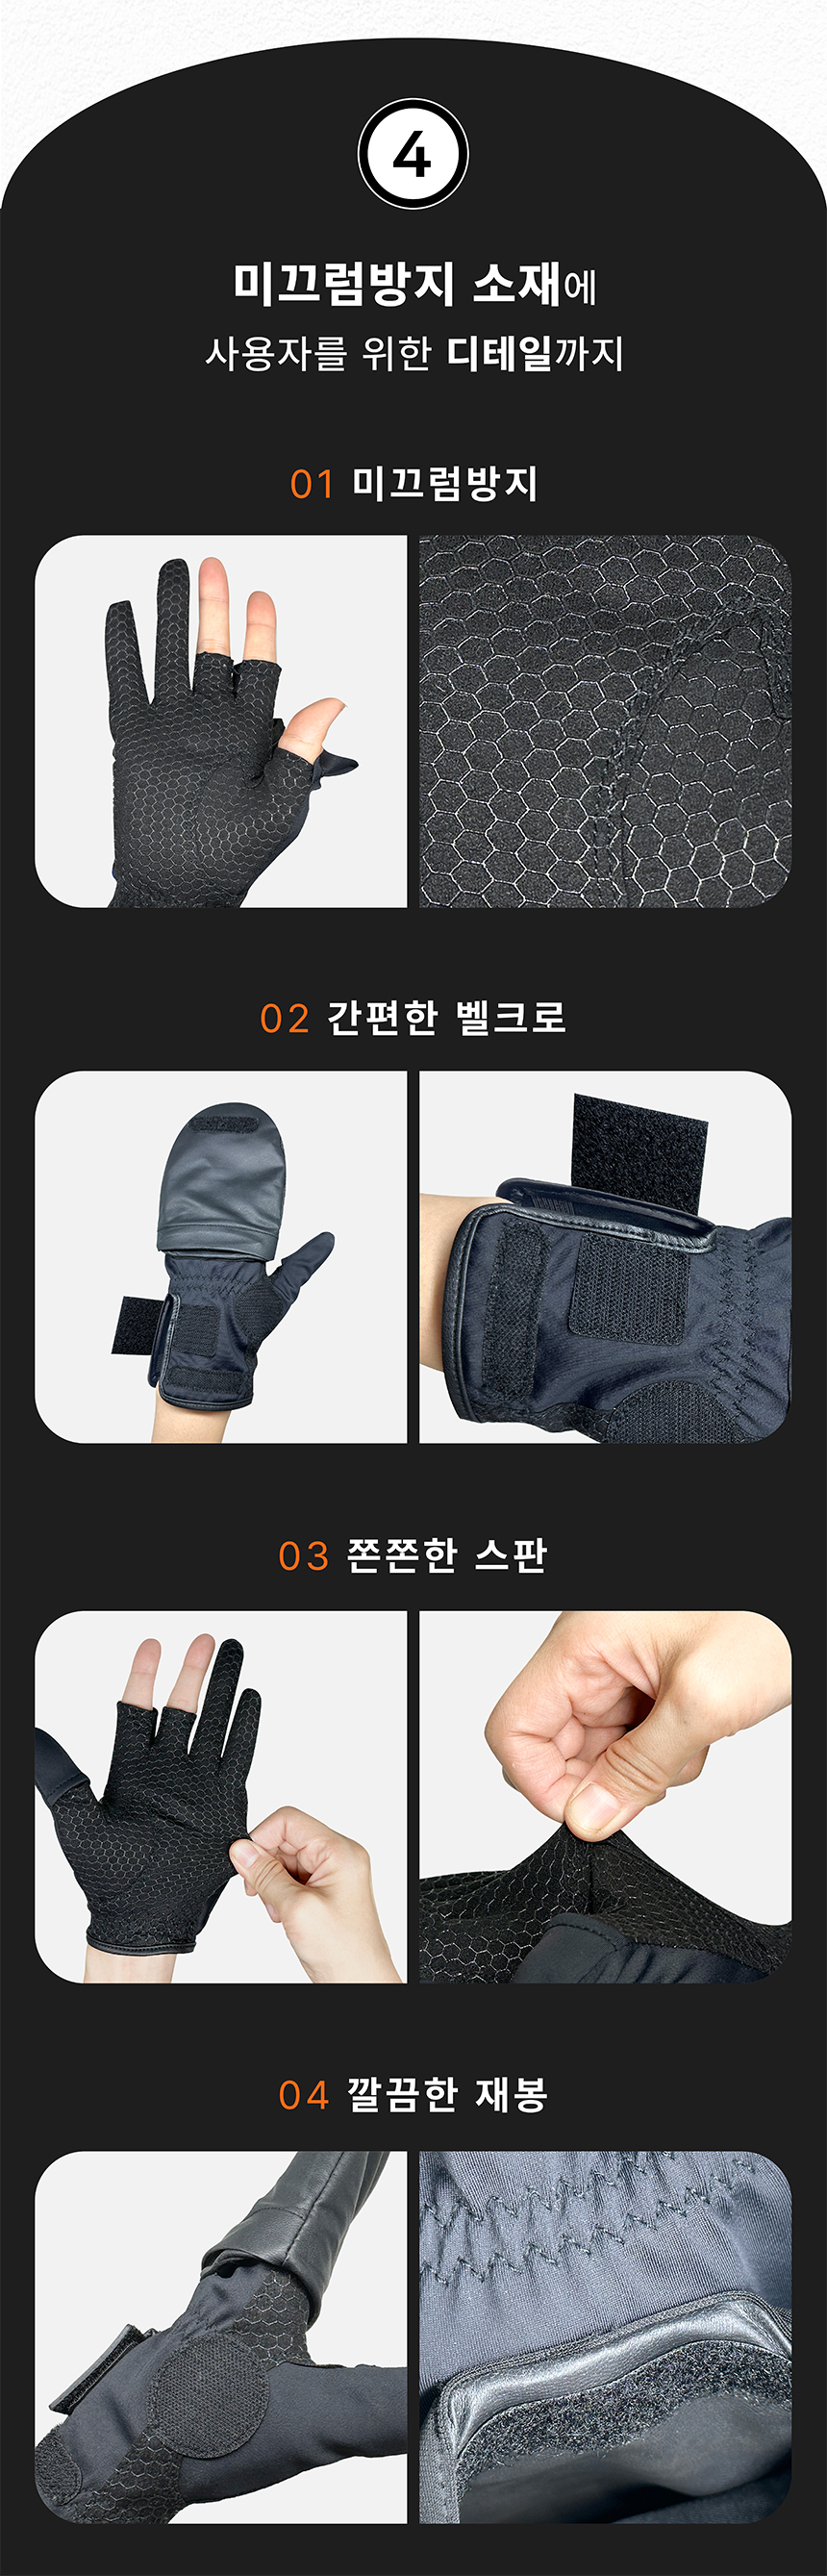 4
미끄럼방지 소재에
사용자를 위한 디테일까지
01 미끄럼방지
02 간편한 벨크로
03 쫀쫀한 스판
04 깔끔한 재봉